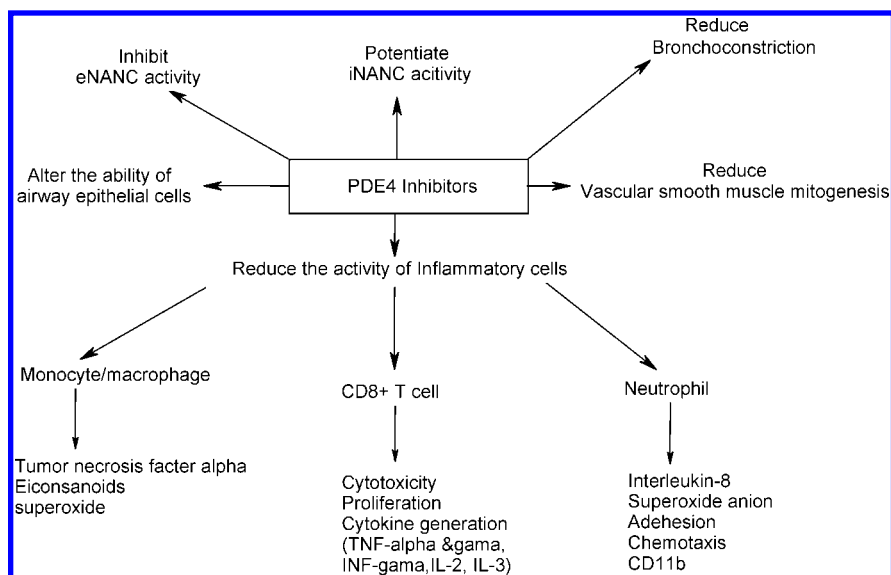 Inhibit
eNANC activity
Potentiate
iNANC acitivity
Reduce
Bronchoconstriction
Alter the ability of
airway epithelial cells
PDE4 Inhibitors
Reduce
Vascular smooth muscle mitogenesis
Reduce the activity of Inflammatory cells
Monocyte/macrophage
CD8+ T cell
Neutrophil
Tumor necrosis facter alpha
Eiconsanoids
superoxide
Cytotoxicity
Proliferation
Cytokine generation
(TNF-alpha &gama,
INF-gama,IL-2, IL-3)
Interleukin-8
Superoxide anion
Adehesion
Chemotaxis
CD11b